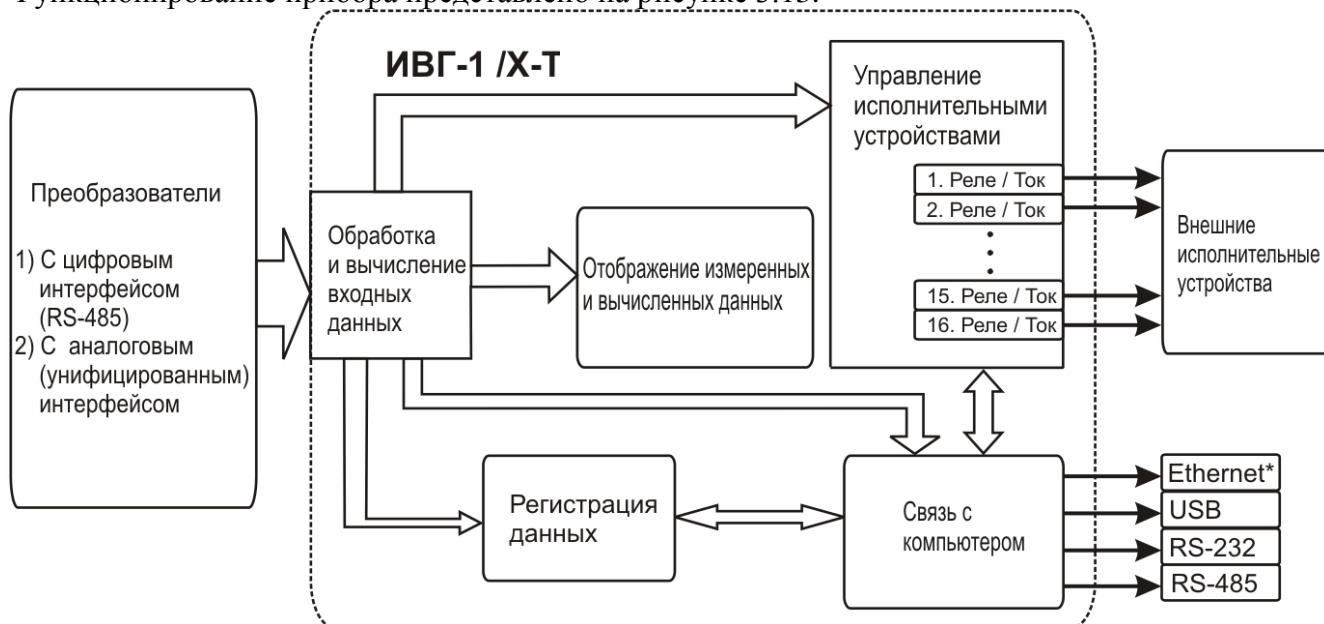 Функционирование прибора представлено на рисунке 3.13.
ИВГ-1 /Х-Т
Преобразователи
1) С цифровым
интерфейсом
(RS-485)
2) С аналоговым
(унифицированным)
интерфейсом
Обработка
и вычисление
входных
данных
Отображение измеренных
и вычисленных данных
Управление
исполнительными
устройствами
1. Реле / Ток
2. Реле / Ток
15. Реле / Ток
16. Реле / Ток
Внешние
исполнительные
устройства
Регистрация
данных
Связь с
компьютером
Ethernet*
USB
RS-232
RS-485